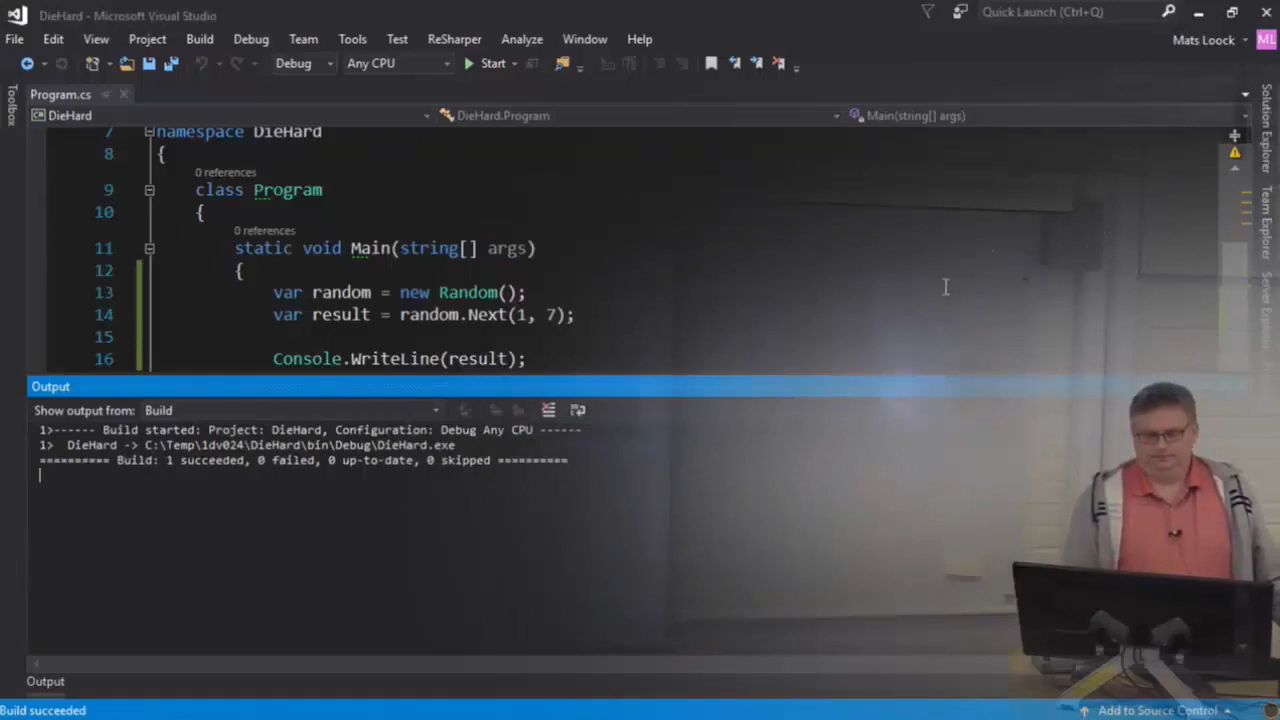 DieHard - Microsoft Visual Studio
Quick Launch (Ctrl+Q)
File Edit View Project Build Debug Team Tools Test ReSharper Analyze Window Help
Mats Loock ML
Debug Any CPU Start
Program.cs
DieHard DieHard.Program Main(string[] args)
Toolbox
Solution Explorer
Team Explorer
Server Explorer
7 namespace DieHard
8 {
0 references
9 class Program
10 {
0 references
11 static void Main(string[] args)
12 {
13 var random = new Random();
14 var result = random.Next(1, 7);
15
16 Console.WriteLine(result);
Output
Show output from: Build
1>------ Build started: Project: DieHard, Configuration: Debug Any CPU ------
1> DieHard -> C:\Temp\1dv024\DieHard\bin\Debug\DieHard.exe
========== Build: 1 succeeded, 0 failed, 0 up-to-date, 0 skipped ==========
Output
Build succeeded
Add to Source Control